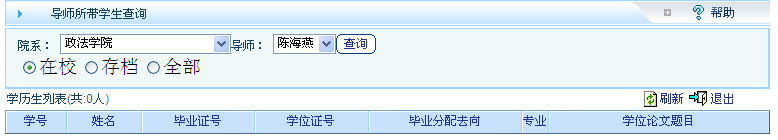 导师所带学生查询 帮助
院系： 政法学院 导师： 陈海燕 查询
在校 存档 全部
学历生列表(共:0人) 刷新 退出
学号 姓名 毕业证号 学位证号 毕业分配去向 专业 学位论文题目